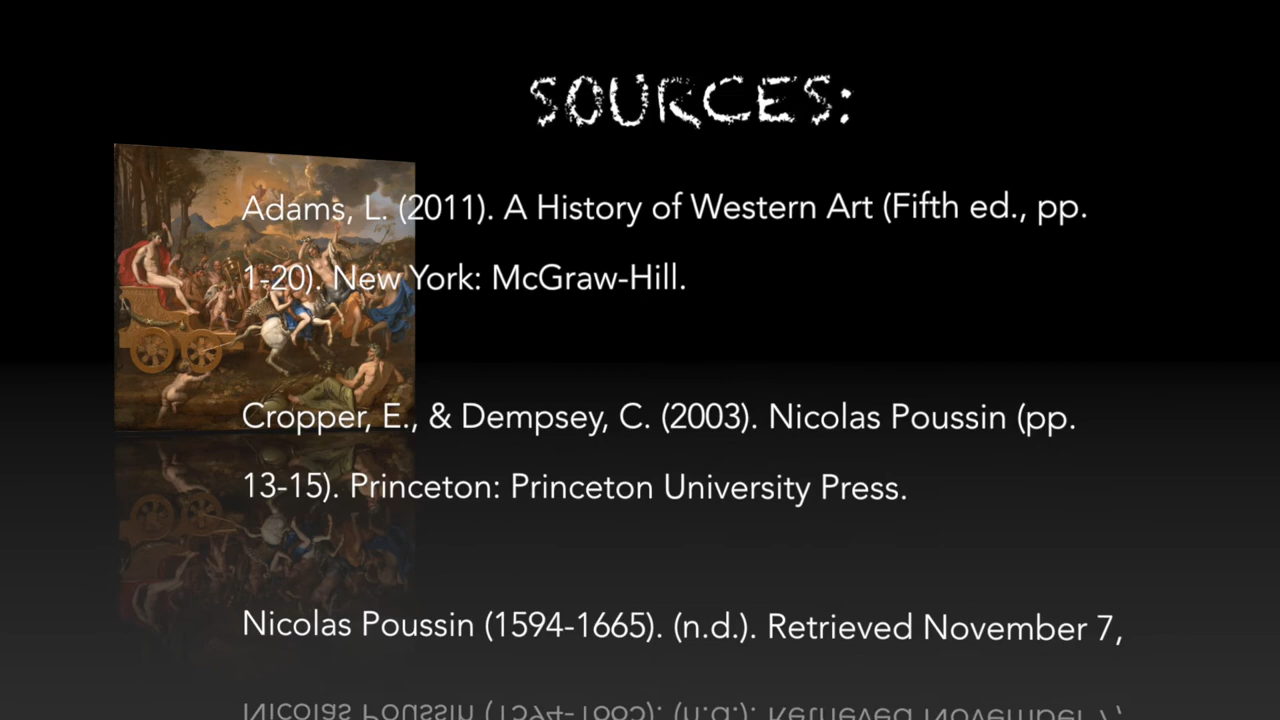 SOURCES:
Adams, L. (2011). A History of Western Art (Fifth ed., pp.
1-20). New York: McGraw-Hill.
Cropper, E., & Dempsey, C. (2003). Nicolas Poussin (pp.
13-15). Princeton: Princeton University Press.
Nicolas Poussin (1594-1665). (n.d.). Retrieved November 7,